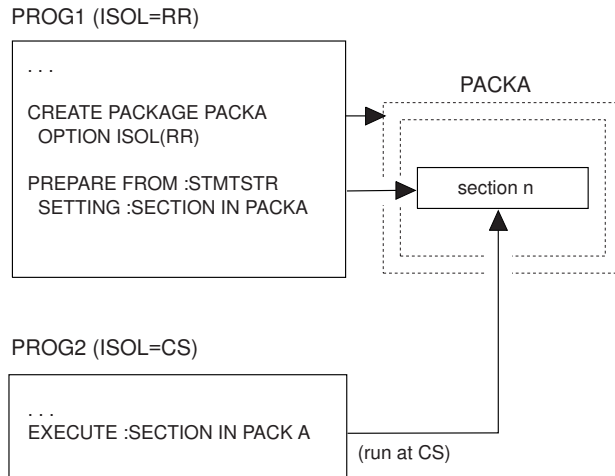 PROG1 (ISOL=RR)
. . .
CREATE PACKAGE PACKA
OPTION ISOL(RR)
PREPARE FROM :STMTSTR
SETTING :SECTION IN PACKA
PACKA
section n
PROG2 (ISOL=CS)
. . .
EXECUTE :SECTION IN PACK A
(run at CS)